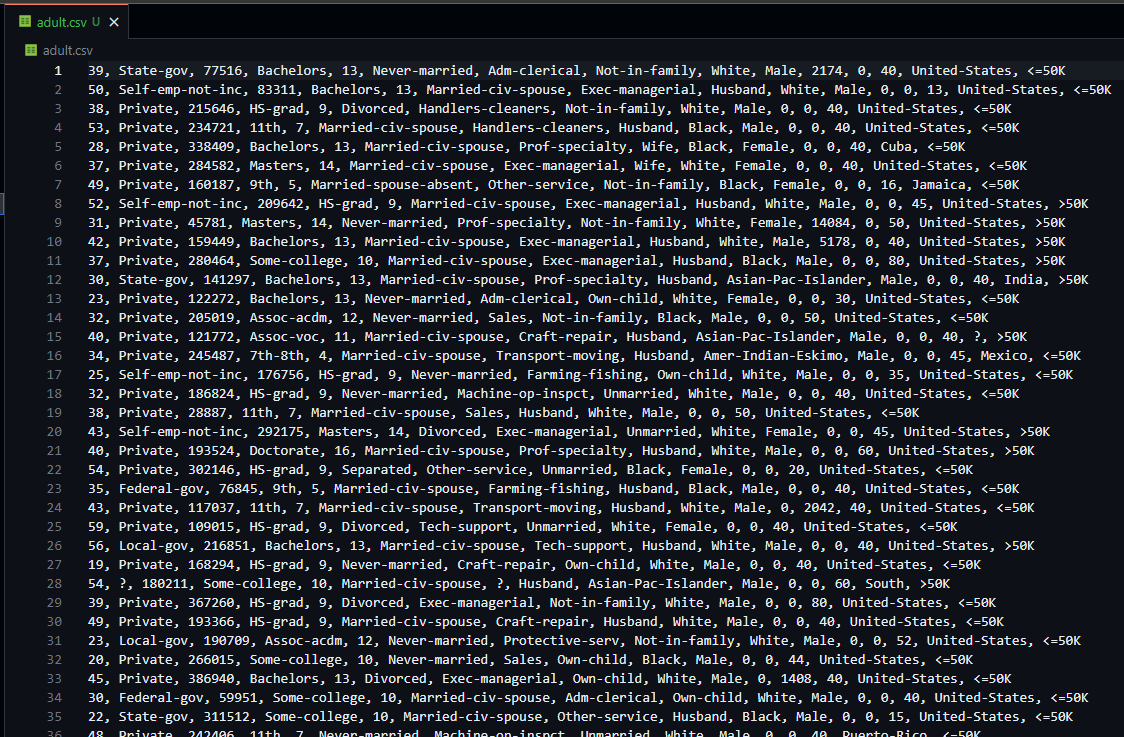 adult.csv U ×
adult.csv
1 39, State-gov, 77516, Bachelors, 13, Never-married, Adm-clerical, Not-in-family, White, Male, 2174, 0, 40, United-States, <=50K
2 50, Self-emp-not-inc, 83311, Bachelors, 13, Married-civ-spouse, Exec-managerial, Husband, White, Male, 0, 0, 13, United-States, <=50K
3 38, Private, 215646, HS-grad, 9, Divorced, Handlers-cleaners, Not-in-family, White, Male, 0, 0, 40, United-States, <=50K
4 53, Private, 234721, 11th, 7, Married-civ-spouse, Handlers-cleaners, Husband, Black, Male, 0, 0, 40, United-States, <=50K
5 28, Private, 338409, Bachelors, 13, Married-civ-spouse, Prof-specialty, Wife, Black, Female, 0, 0, 40, Cuba, <=50K
6 37, Private, 284582, Masters, 14, Married-civ-spouse, Exec-managerial, Wife, White, Female, 0, 0, 40, United-States, <=50K
7 49, Private, 160187, 9th, 5, Married-spouse-absent, Other-service, Not-in-family, Black, Female, 0, 0, 16, Jamaica, <=50K
8 52, Self-emp-not-inc, 209642, HS-grad, 9, Married-civ-spouse, Exec-managerial, Husband, White, Male, 0, 0, 45, United-States, >50K
9 31, Private, 45781, Masters, 14, Never-married, Prof-specialty, Not-in-family, White, Female, 14084, 0, 50, United-States, >50K
10 42, Private, 159449, Bachelors, 13, Married-civ-spouse, Exec-managerial, Husband, White, Male, 5178, 0, 40, United-States, >50K
11 37, Private, 280464, Some-college, 10, Married-civ-spouse, Exec-managerial, Husband, Black, Male, 0, 0, 80, United-States, >50K
12 30, State-gov, 141297, Bachelors, 13, Married-civ-spouse, Prof-specialty, Husband, Asian-Pac-Islander, Male, 0, 0, 40, India, >50K
13 23, Private, 122272, Bachelors, 13, Never-married, Adm-clerical, Own-child, White, Female, 0, 0, 30, United-States, <=50K
14 32, Private, 205019, Assoc-acdm, 12, Never-married, Sales, Not-in-family, Black, Male, 0, 0, 50, United-States, <=50K
15 40, Private, 121772, Assoc-voc, 11, Married-civ-spouse, Craft-repair, Husband, Asian-Pac-Islander, Male, 0, 0, 40, ?, >50K
16 34, Private, 245487, 7th-8th, 4, Married-civ-spouse, Transport-moving, Husband, Amer-Indian-Eskimo, Male, 0, 0, 45, Mexico, <=50K
17 25, Self-emp-not-inc, 176756, HS-grad, 9, Never-married, Farming-fishing, Own-child, White, Male, 0, 0, 35, United-States, <=50K
18 32, Private, 186824, HS-grad, 9, Never-married, Machine-op-inspct, Unmarried, White, Male, 0, 0, 40, United-States, <=50K
19 38, Private, 28887, 11th, 7, Married-civ-spouse, Sales, Husband, White, Male, 0, 0, 50, United-States, <=50K
20 43, Self-emp-not-inc, 292175, Masters, 14, Divorced, Exec-managerial, Unmarried, White, Female, 0, 0, 45, United-States, >50K
21 40, Private, 193524, Doctorate, 16, Married-civ-spouse, Prof-specialty, Husband, White, Male, 0, 0, 60, United-States, >50K
22 54, Private, 302146, HS-grad, 9, Separated, Other-service, Unmarried, Black, Female, 0, 0, 20, United-States, <=50K
23 35, Federal-gov, 76845, 9th, 5, Married-civ-spouse, Farming-fishing, Husband, Black, Male, 0, 0, 40, United-States, <=50K
24 43, Private, 117037, 11th, 7, Married-civ-spouse, Transport-moving, Husband, White, Male, 0, 2042, 40, United-States, <=50K
25 59, Private, 109015, HS-grad, 9, Divorced, Tech-support, Unmarried, White, Female, 0, 0, 40, United-States, <=50K
26 56, Local-gov, 216851, Bachelors, 13, Married-civ-spouse, Tech-support, Husband, White, Male, 0, 0, 40, United-States, >50K
27 19, Private, 168294, HS-grad, 9, Never-married, Craft-repair, Own-child, White, Male, 0, 0, 40, United-States, <=50K
28 54, ?, 180211, Some-college, 10, Married-civ-spouse, ?, Husband, Asian-Pac-Islander, Male, 0, 0, 60, South, >50K
29 39, Private, 367260, HS-grad, 9, Divorced, Exec-managerial, Not-in-family, White, Male, 0, 0, 80, United-States, <=50K
30 49, Private, 193366, HS-grad, 9, Married-civ-spouse, Craft-repair, Husband, White, Male, 0, 0, 40, United-States, <=50K
31 23, Local-gov, 190709, Assoc-acdm, 12, Never-married, Protective-serv, Not-in-family, White, Male, 0, 0, 52, United-States, <=50K
32 20, Private, 266015, Some-college, 10, Never-married, Sales, Own-child, Black, Male, 0, 0, 44, United-States, <=50K
33 45, Private, 386940, Bachelors, 13, Divorced, Exec-managerial, Own-child, White, Male, 0, 1408, 40, United-States, <=50K
34 30, Federal-gov, 59951, Some-college, 10, Married-civ-spouse, Adm-clerical, Own-child, White, Male, 0, 0, 40, United-States, <=50K
35 22, State-gov, 311512, Some-college, 10, Married-civ-spouse, Other-service, Husband, Black, Male, 0, 0, 15, United-States, <=50K
36 48, Private, 242406, 11th, 7, Never-married, Machine-op-inspct, Unmarried, White, Male, 0, 0, 40, Puerto-Rico, <=50K